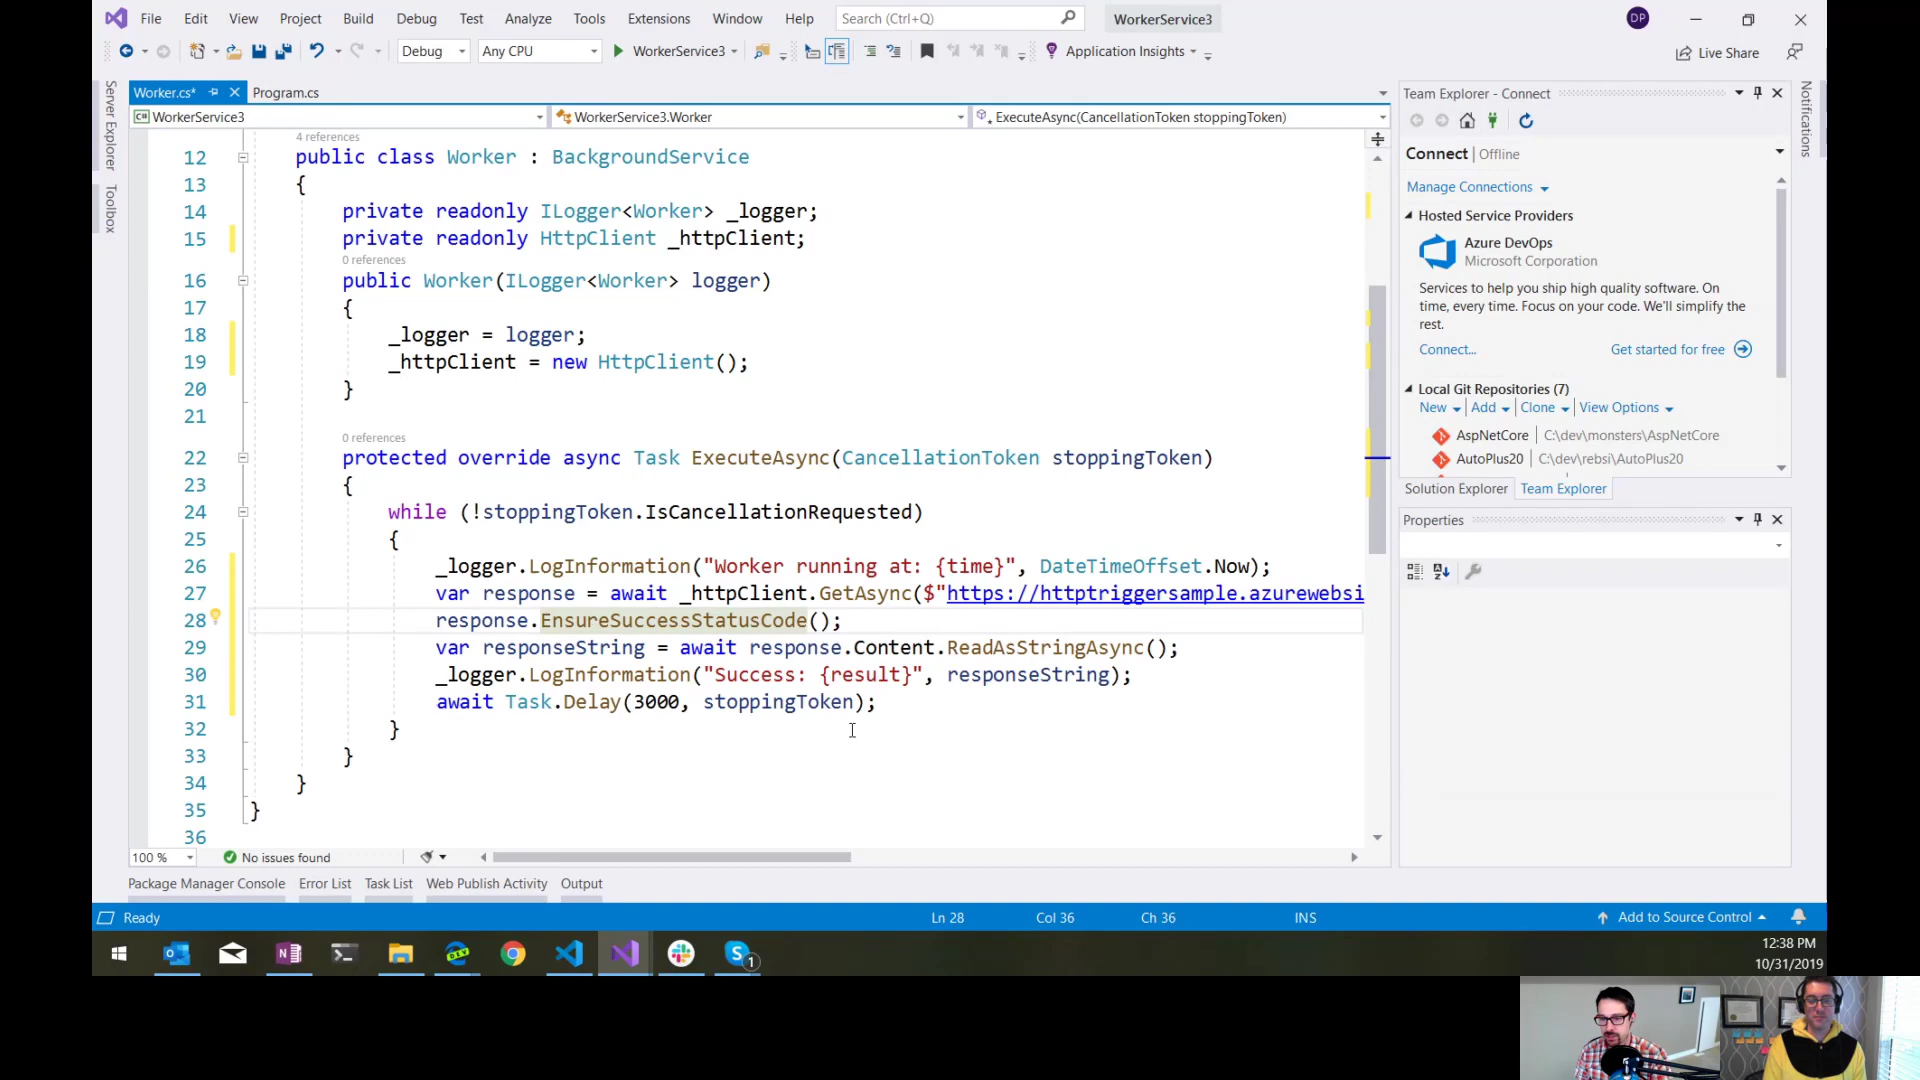 File Edit View Project Build Debug Test Analyze Tools Extensions Window Help Search (Ctrl+Q) WorkerService3 DP
Debug Any CPU WorkerService3 Application Insights Live Share
Server Explorer
Toolbox
Worker.cs* Program.cs
WorkerService3 WorkerService3.Worker ExecuteAsync(CancellationToken stoppingToken)
4 references
12 public class Worker : BackgroundService
13 {
14 private readonly ILogger<Worker> _logger;
15 private readonly HttpClient _httpClient;
0 references
16 public Worker(ILogger<Worker> logger)
17 {
18 _logger = logger;
19 _httpClient = new HttpClient();
20 }
21
0 references
22 protected override async Task ExecuteAsync(CancellationToken stoppingToken)
23 {
24 while (!stoppingToken.IsCancellationRequested)
25 {
26 _logger.LogInformation("Worker running at: {time}", DateTimeOffset.Now);
27 var response = await _httpClient.GetAsync($"https://httptriggersample.azurewebsi
28 response.EnsureSuccessStatusCode();
29 var responseString = await response.Content.ReadAsStringAsync();
30 _logger.LogInformation("Success: {result}", responseString);
31 await Task.Delay(3000, stoppingToken);
32 }
33 }
34 }
35 }
36
100 % No issues found
Package Manager Console Error List Task List Web Publish Activity Output
Team Explorer - Connect
Connect | Offline
Manage Connections
Hosted Service Providers
Azure DevOps
Microsoft Corporation
Services to help you ship high quality software. On
time, every time. Focus on your code. We'll simplify the
rest.
Connect... Get started for free
Local Git Repositories (7)
New Add Clone View Options
AspNetCore C:\dev\monsters\AspNetCore
AutoPlus20 C:\dev\rebsi\AutoPlus20
Solution Explorer Team Explorer
Properties
Notifications
Ready Ln 28 Col 36 Ch 36 INS Add to Source Control
DEV
1
12:38 PM
10/31/2019